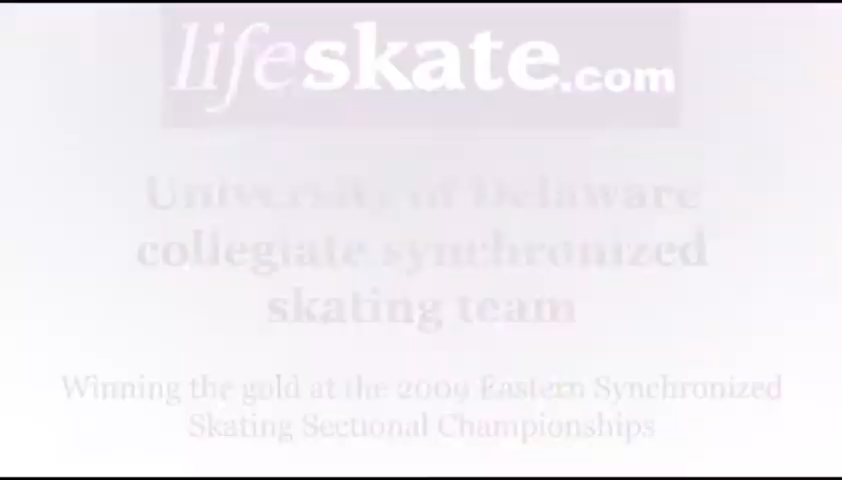 lifeskate.com
University of Delaware
collegiate synchronized
skating team
Winning the gold at the 2009 Eastern Synchronized
Skating Sectional Championships